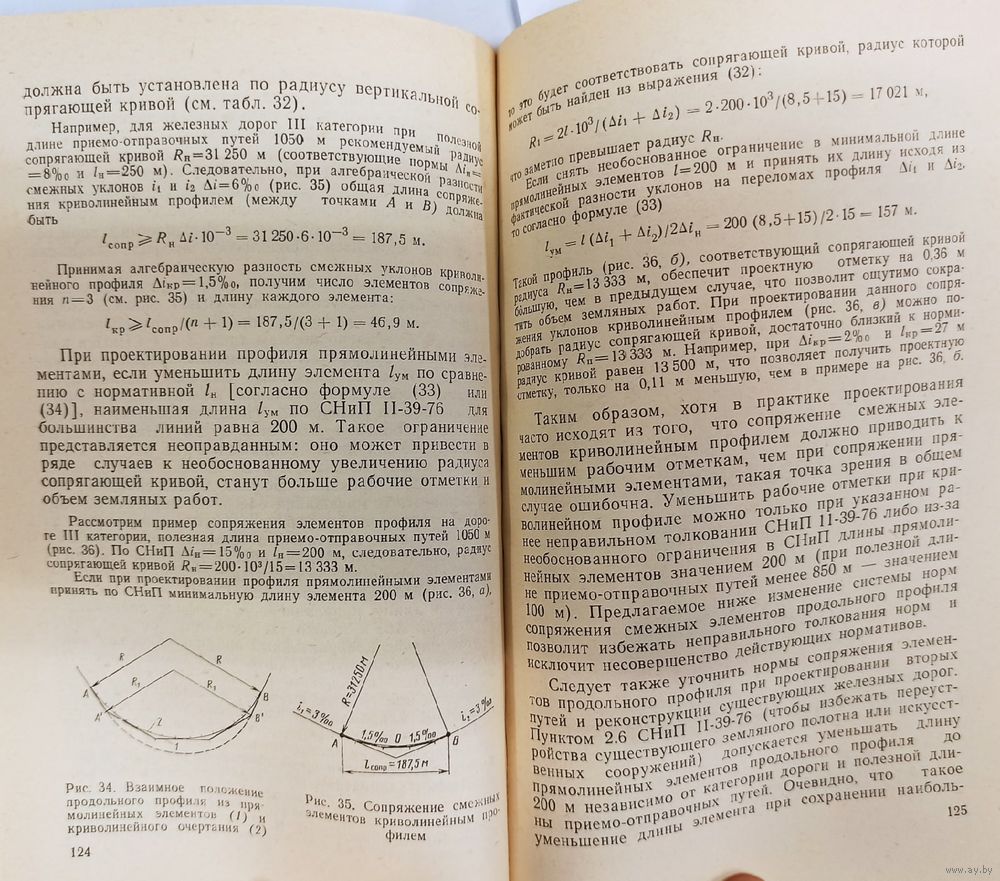 должна быть установлена по радиусу вертикальной со-
прягающей кривой (см. табл. 32).
Например, для железных дорог III категории при полезной
длине приемо-отправочных путей 1050 м рекомендуемый радиус
сопрягающей кривой Rн=31 250 м (соответствующие нормы Δiн=
=8‰ и lн=250 м). Следовательно, при алгебраической разности
смежных уклонов i₁ и i₂ Δi=6‰ (рис. 35) общая длина сопряже-
ния криволинейным профилем (между точками А и В) должна
быть
lсопр ⩾ Rн Δi·10⁻³ = 31 250·6·10⁻³ = 187,5 м.
Принимая алгебраическую разность смежных уклонов криволи-
нейного профиля Δiкр=1,5‰, получим число элементов сопряже-
ния n=3 (см. рис. 35) и длину каждого элемента:
lкр ⩾ lсопр/(n + 1) = 187,5/(3 + 1) = 46,9 м.
При проектировании профиля прямолинейными эле-
ментами, если уменьшить длину элемента lум по сравне-
нию с нормативной lн [согласно формуле (33) или
(34)], наименьшая длина lум по СНиП II-39-76 для
большинства линий равна 200 м. Такое ограничение
представляется неоправданным: оно может привести в
ряде случаев к необоснованному увеличению радиуса
сопрягающей кривой, станут больше рабочие отметки и
объем земляных работ.
Рассмотрим пример сопряжения элементов профиля на доро-
ге III категории, полезная длина приемо-отправочных путей 1050 м
(рис. 36). По СНиП Δiн=15‰ и lн=200 м, следовательно, радиус
сопрягающей кривой Rн=200·10³/15=13 333 м.
Если при проектировании профиля прямолинейными элементами
принять по СНиП минимальную длину элемента 200 м (рис. 36, а),
R R
R₁ R₁
A B
A' B'
2
1
R=31250м
i₁=3‰ i₂=3‰
1,5‰ 0 1,5‰
A B
lсопр=187,5м
Рис. 34. Взаимное положение
продольного профиля из пря-
молинейных элементов (1) и
криволинейного очертания (2)
Рис. 35. Сопряжение смежных
элементов криволинейным про-
филем
124
то это будет соответствовать сопрягающей кривой, радиус которой
может быть найден из выражения (32):
R₁ = 2l·10³/(Δi₁ + Δi₂) = 2·200·10³/(8,5+15) = 17 021 м,
что заметно превышает радиус Rн.
Если снять необоснованное ограничение в минимальной длине
прямолинейных элементов l=200 м и принять их длину исходя из
фактической разности уклонов на переломах профиля Δi₁ и Δi₂,
то согласно формуле (33)
lум = l (Δi₁ + Δi₂)/2Δiн = 200 (8,5+15)/2·15 = 157 м.
Такой профиль (рис. 36, б), соответствующий сопрягающей кривой
радиуса Rн=13 333 м, обеспечит проектную отметку на 0,36 м
бо́льшую, чем в предыдущем случае, что позволит ощутимо сокра-
тить объем земляных работ. При проектировании данного сопря-
жения уклонов криволинейным профилем (рис. 36, в) можно по-
добрать радиус сопрягающей кривой, достаточно близкий к норми-
рованному Rн=13 333 м. Например, при Δiкр=2‰ и lкр=27 м
радиус кривой равен 13 500 м, что позволяет получить проектную
отметку, только на 0,11 м меньшую, чем в примере на рис. 36, б.
Таким образом, хотя в практике проектирования
часто исходят из того, что сопряжение смежных эле-
ментов криволинейным профилем должно приводить к
меньшим рабочим отметкам, чем при сопряжении пря-
молинейными элементами, такая точка зрения в общем
случае ошибочна. Уменьшить рабочие отметки при кри-
волинейном профиле можно только при указанном ра-
нее неправильном толковании СНиП II-39-76 либо из-за
необоснованного ограничения в СНиП длины прямоли-
нейных элементов значением 200 м (при полезной дли-
не приемо-отправочных путей менее 850 м — значением
100 м). Предлагаемое ниже изменение системы норм
сопряжения смежных элементов продольного профиля
позволит избежать неправильного толкования норм и
исключит несовершенство действующих нормативов.
Следует также уточнить нормы сопряжения элемен-
тов продольного профиля при проектировании вторых
путей и реконструкции существующих железных дорог.
Пунктом 2.6 СНиП II-39-76 (чтобы избежать переуст-
ройства существующего земляного полотна или искусст-
венных сооружений) допускается уменьшать длину
прямолинейных элементов продольного профиля до
200 м независимо от категории дороги и полезной дли-
ны приемо-отправочных путей. Очевидно, что такое
уменьшение длины элемента при сохранении наиболь-
125
www.ay.by